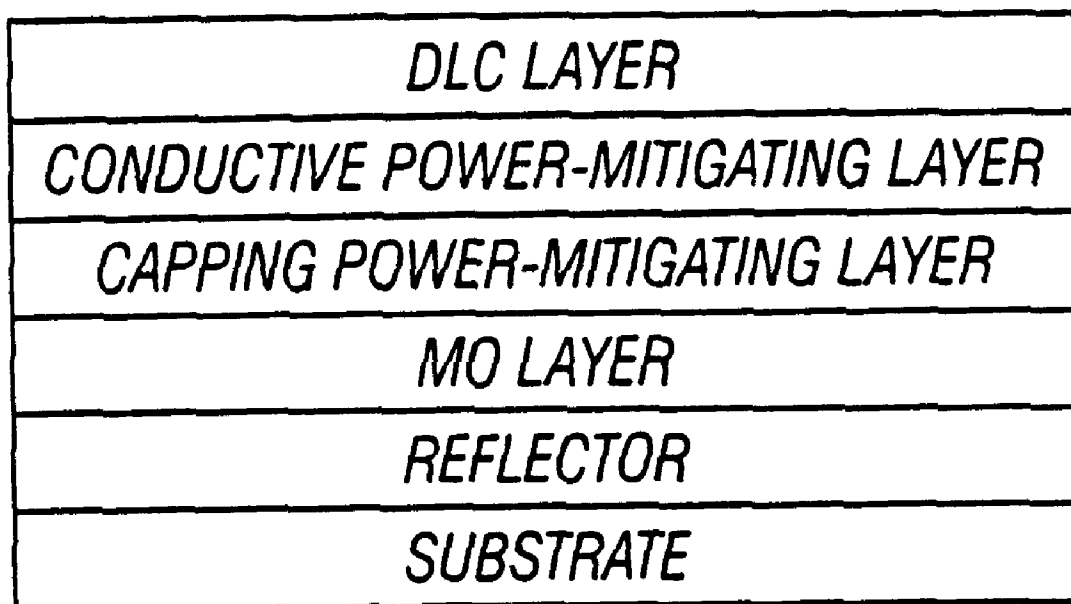 DLC LAYER
CONDUCTIVE POWER-MITIGATING LAYER
CAPPING POWER-MITIGATING LAYER
MO LAYER
REFLECTOR
SUBSTRATE